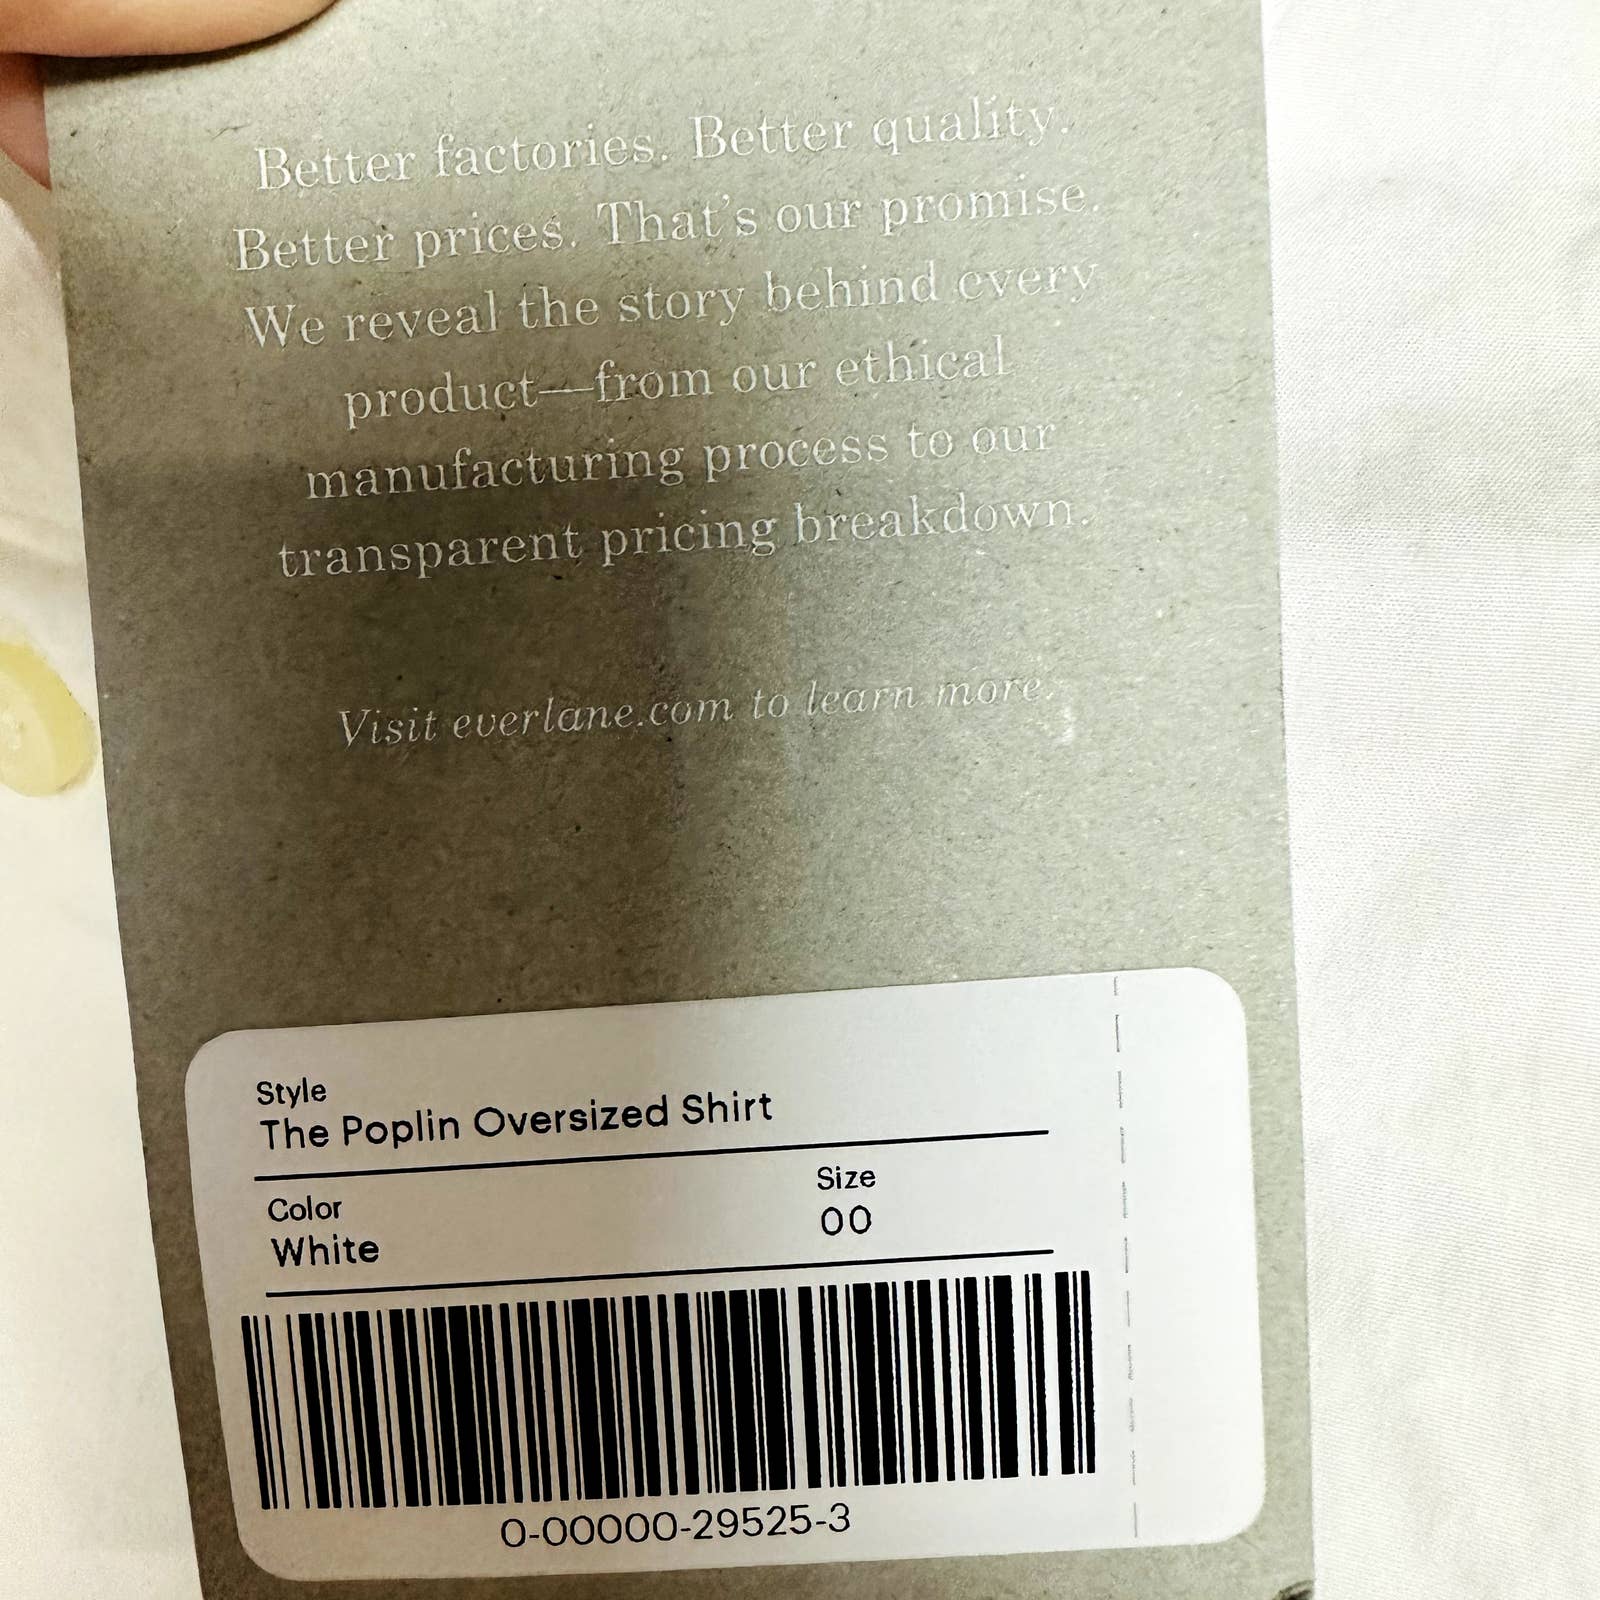 Better factories. Better quality.
Better prices. That's our promise.
We reveal the story behind every
product—from our ethical
manufacturing process to our
transparent pricing breakdown.
Visit everlane.com to learn more.
Style
The Poplin Oversized Shirt
Color
White
Size
00
0-00000-29525-3